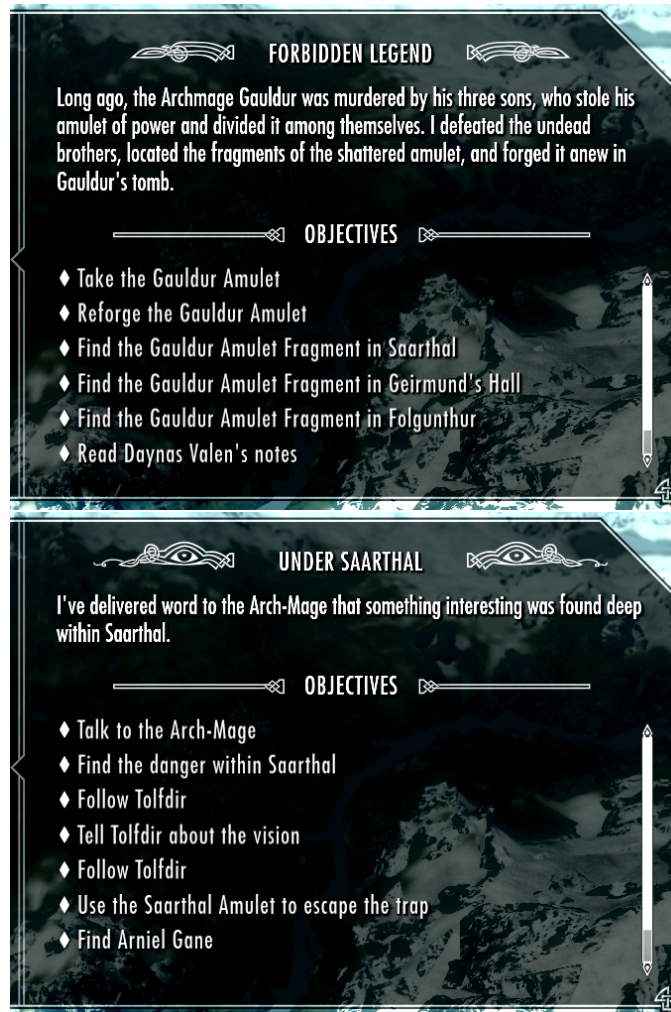 FORBIDDEN LEGEND
Long ago, the Archmage Gauldur was murdered by his three sons, who stole his
amulet of power and divided it among themselves. I defeated the undead
brothers, located the fragments of the shattered amulet, and forged it anew in
Gauldur's tomb.
OBJECTIVES
Take the Gauldur Amulet
Reforge the Gauldur Amulet
Find the Gauldur Amulet Fragment in Saarthal
Find the Gauldur Amulet Fragment in Geirmund's Hall
Find the Gauldur Amulet Fragment in Folgunthur
Read Daynas Valen's notes
UNDER SAARTHAL
I've delivered word to the Arch-Mage that something interesting was found deep
within Saarthal.
OBJECTIVES
Talk to the Arch-Mage
Find the danger within Saarthal
Follow Tolfdir
Tell Tolfdir about the vision
Follow Tolfdir
Use the Saarthal Amulet to escape the trap
Find Arniel Gane